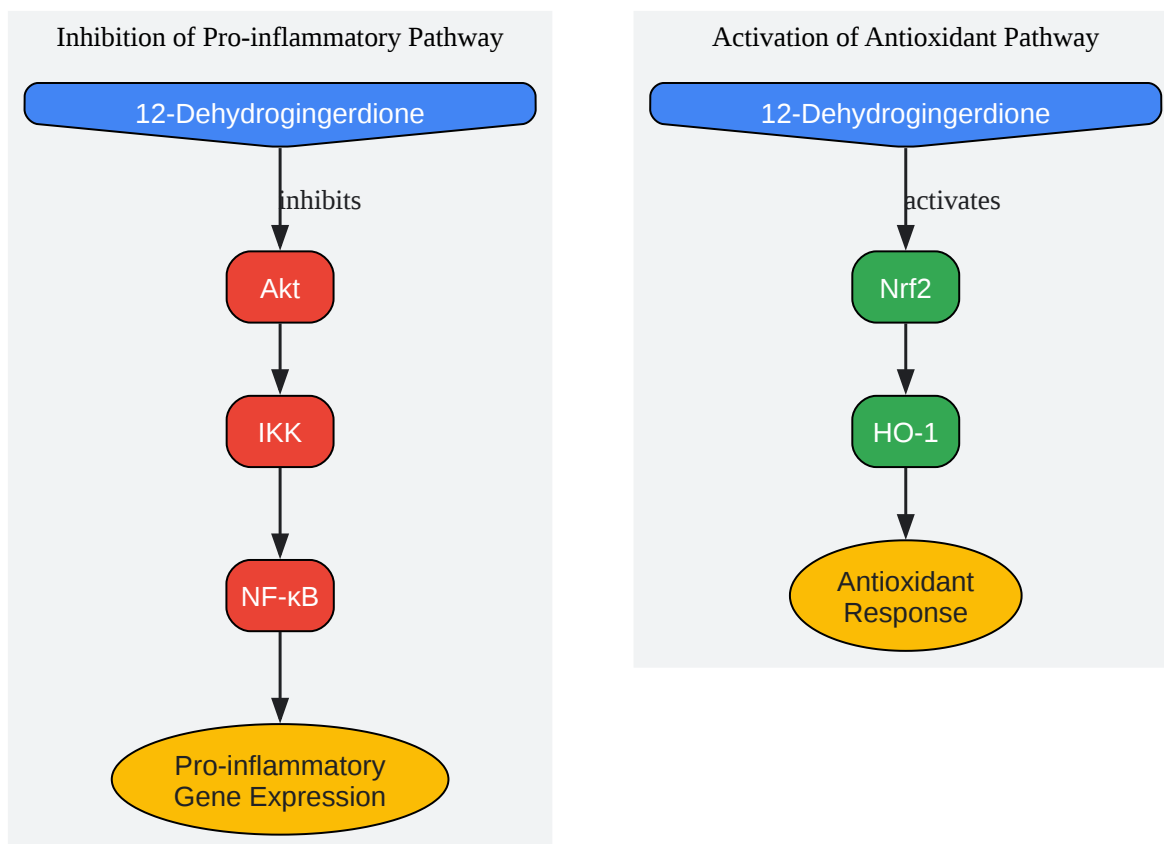 Inhibition of Pro-inflammatory Pathway
12-Dehydrogingerdione
inhibits
Akt
IKK
NF-κB
Pro-inflammatory
Gene Expression
Activation of Antioxidant Pathway
12-Dehydrogingerdione
activates
Nrf2
HO-1
Antioxidant
Response